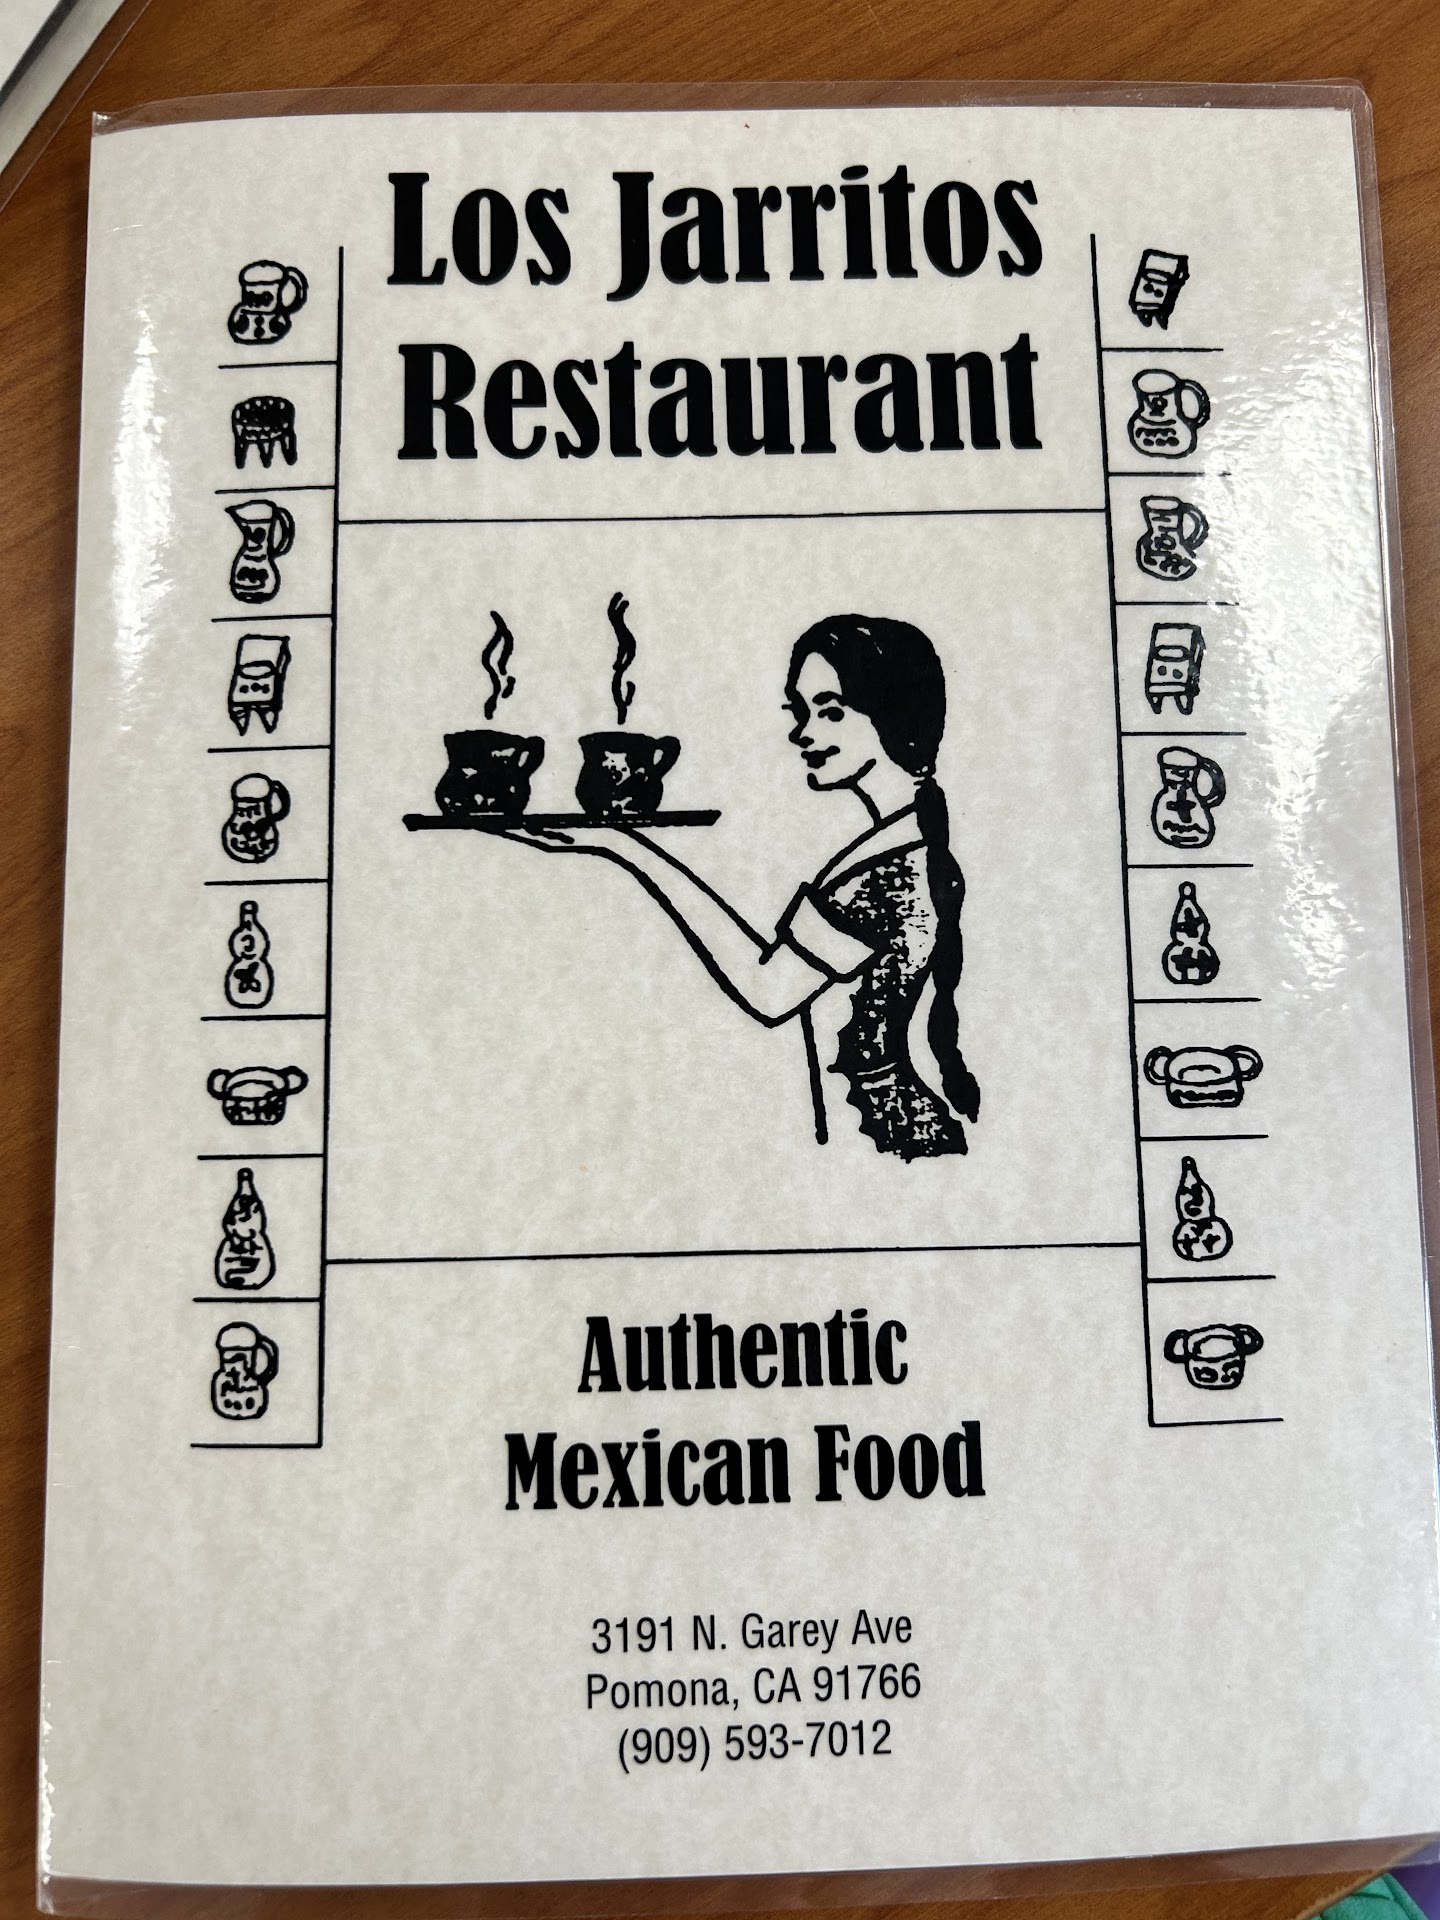 Los Jarritos
Restaurant
Authentic
Mexican Food
3191 N. Garey Ave
Pomona, CA 91766
(909) 593-7012